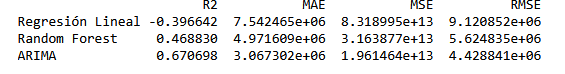 R2 MAE MSE RMSE
Regresión Lineal -0.396642 7.542465e+06 8.318995e+13 9.120852e+06
Random Forest 0.468830 4.971609e+06 3.163877e+13 5.624835e+06
ARIMA 0.670698 3.067302e+06 1.961464e+13 4.428841e+06